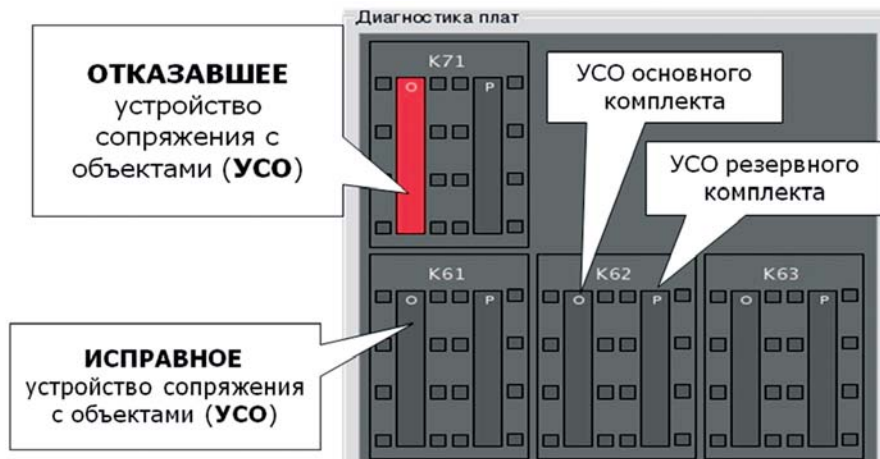 Диагностика плат
ОТКАЗАВШЕЕ
устройство
сопряжения с
объектами (УСО)
K71
О Р
УСО основного
комплекта
УСО резервного
комплекта
K61 K62 K63
О Р О Р О Р
ИСПРАВНОЕ
устройство сопряжения
с объектами (УСО)